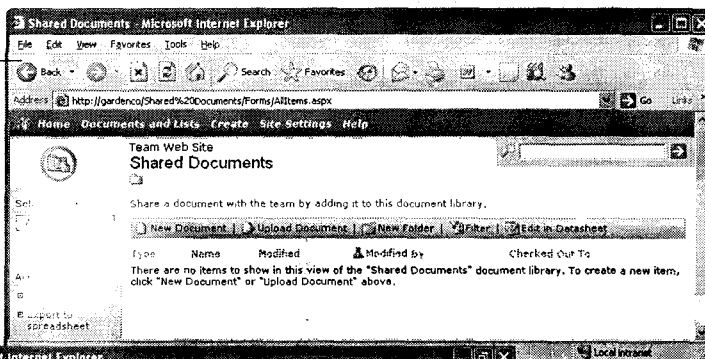 Shared Documents - Microsoft Internet Explorer
File Edit View Favorites Tools Help
Back Search Favorites
Address http://gardenco/Shared%20Documents/Forms/AllItems.aspx Go Links
Home Documents and Lists Create Site Settings Help
Team Web Site
Shared Documents
Share a document with the team by adding it to this document library.
New Document | Upload Document | New Folder | Filter | Edit in Datasheet
Type Name Modified Modified By Checked Out To
There are no items to show in this view of the "Shared Documents" document library. To create a new item,
click "New Document" or "Upload Document" above.
Export to
spreadsheet
Local intranet
Internet Explorer